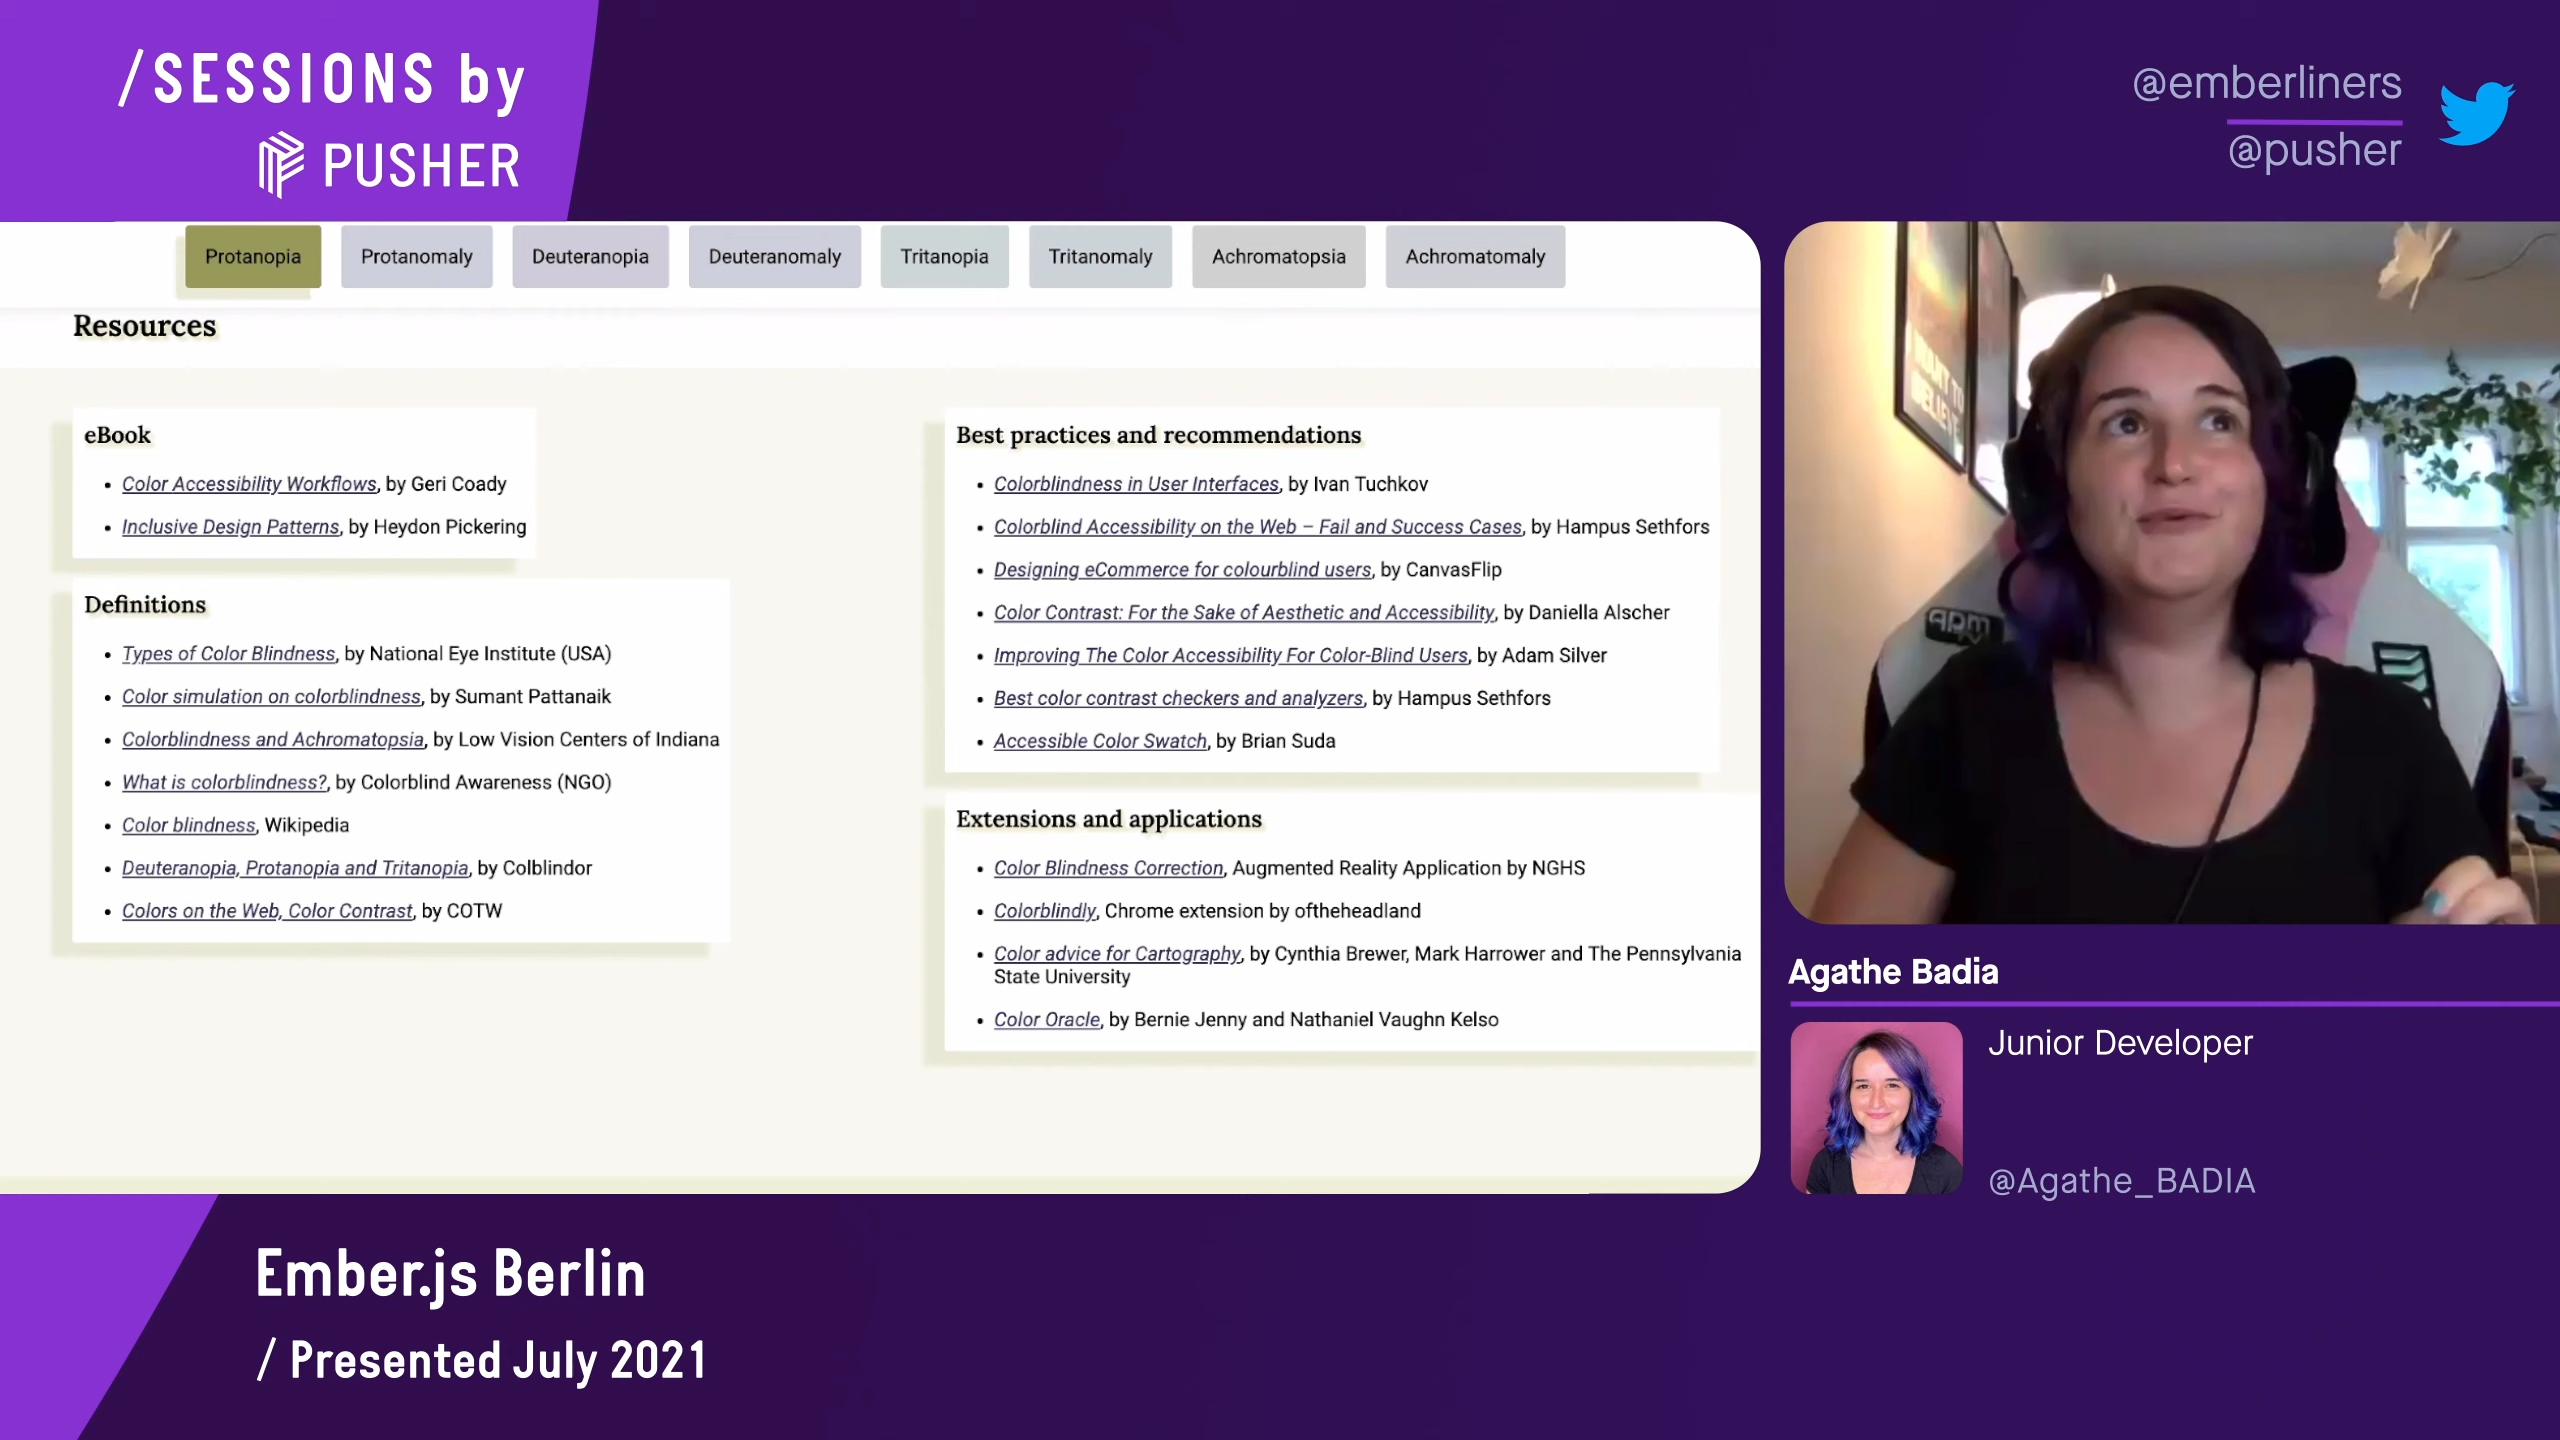 /SESSIONS by
PUSHER
@emberliners
@pusher
Protanopia
Protanomaly
Deuteranopia
Deuteranomaly
Tritanopia
Tritanomaly
Achromatopsia
Achromatomaly
Resources
eBook
• Color Accessibility Workflows, by Geri Coady
• Inclusive Design Patterns, by Heydon Pickering
Definitions
• Types of Color Blindness, by National Eye Institute (USA)
• Color simulation on colorblindness, by Sumant Pattanaik
• Colorblindness and Achromatopsia, by Low Vision Centers of Indiana
• What is colorblindness?, by Colorblind Awareness (NGO)
• Color blindness, Wikipedia
• Deuteranopia, Protanopia and Tritanopia, by Colblindor
• Colors on the Web, Color Contrast, by COTW
Best practices and recommendations
• Colorblindness in User Interfaces, by Ivan Tuchkov
• Colorblind Accessibility on the Web – Fail and Success Cases, by Hampus Sethfors
• Designing eCommerce for colourblind users, by CanvasFlip
• Color Contrast: For the Sake of Aesthetic and Accessibility, by Daniella Alscher
• Improving The Color Accessibility For Color-Blind Users, by Adam Silver
• Best color contrast checkers and analyzers, by Hampus Sethfors
• Accessible Color Swatch, by Brian Suda
Extensions and applications
• Color Blindness Correction, Augmented Reality Application by NGHS
• Colorblindly, Chrome extension by oftheheadland
• Color advice for Cartography, by Cynthia Brewer, Mark Harrower and The Pennsylvania
State University
• Color Oracle, by Bernie Jenny and Nathaniel Vaughn Kelso
WANT TO
BELIEVE
Agathe Badia
Junior Developer
@Agathe_BADIA
Ember.js Berlin
/ Presented July 2021